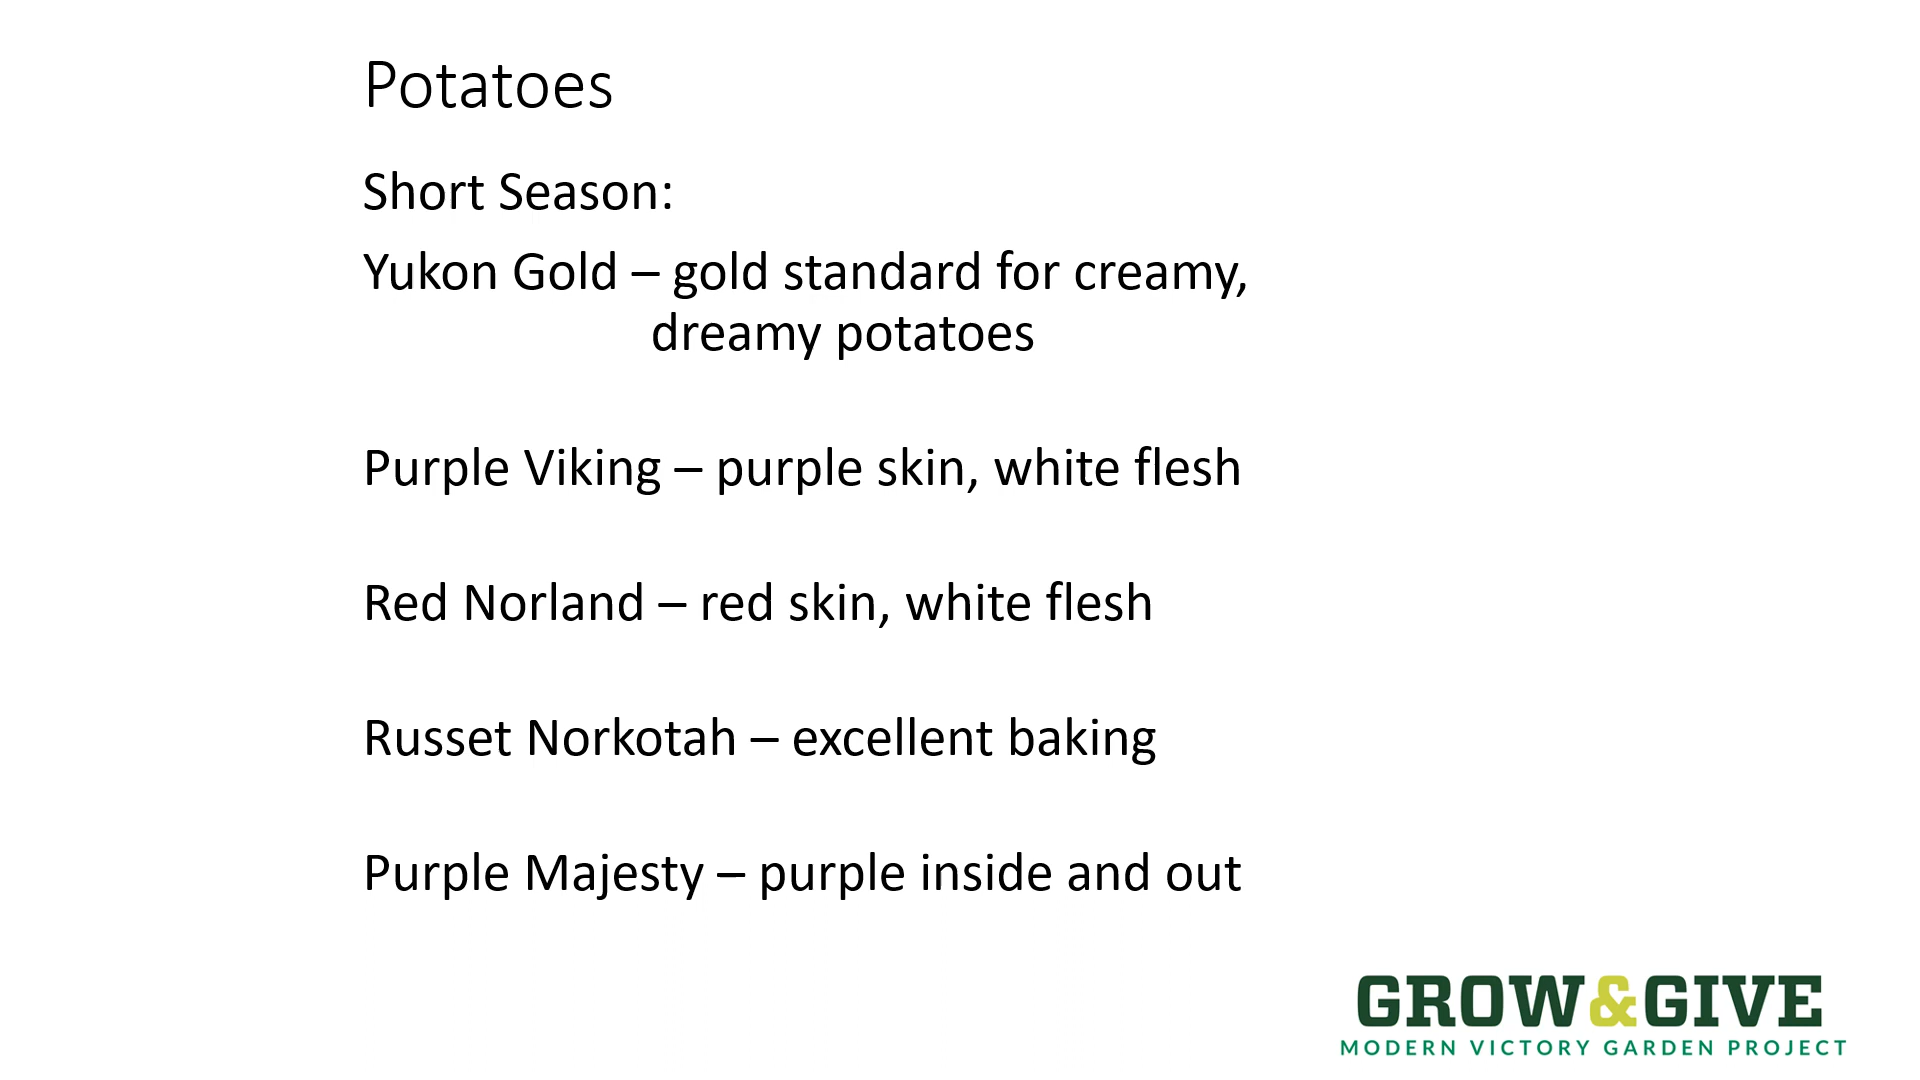 Potatoes
Short Season:
Yukon Gold – gold standard for creamy,
dreamy potatoes
Purple Viking – purple skin, white flesh
Red Norland – red skin, white flesh
Russet Norkotah – excellent baking
Purple Majesty – purple inside and out
GROW&GIVE
MODERN VICTORY GARDEN PROJECT